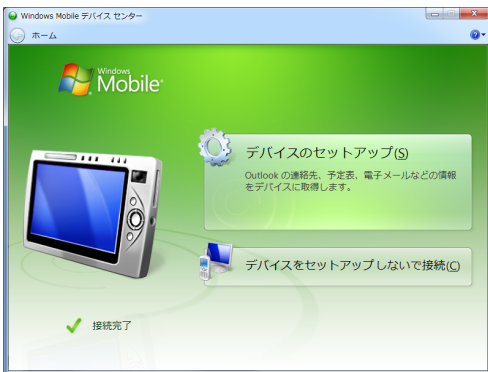 Windows Mobile デバイス センター
ホーム
Windows
Mobile
デバイスのセットアップ(S)
Outlook の連絡先、予定表、電子メールなどの情報
をデバイスに取得します。
デバイスをセットアップしないで接続(C)
接続完了